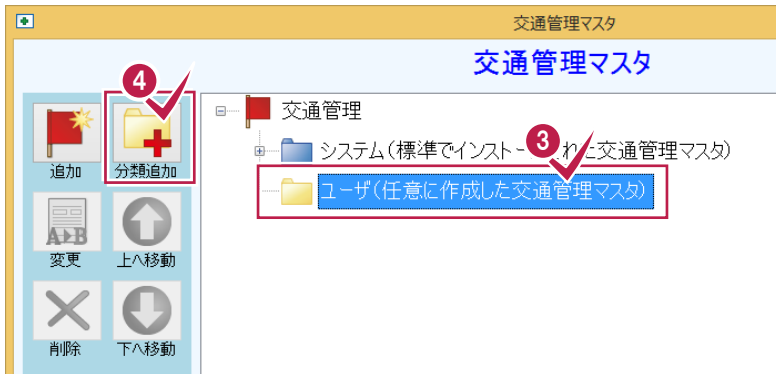 交通管理マスタ
交通管理マスタ
4
追加
分類追加
変更
上へ移動
削除
下へ移動
交通管理
システム(標準でインストー された交通管理マスタ)
3
ユーザ(任意に作成した交通管理マスタ)